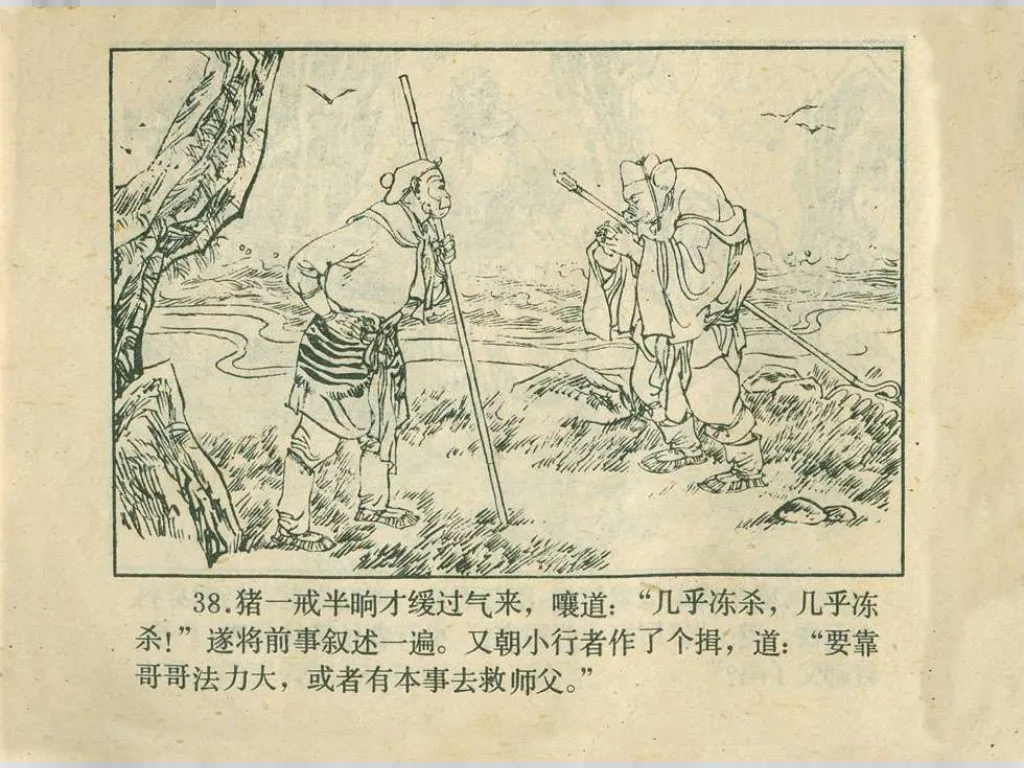 38.猪一戒半晌才缓过气来，嚷道：“几乎冻杀，几乎冻
杀！”遂将前事叙述一遍。又朝小行者作了个揖，道：“要靠
哥哥法力大，或者有本事去救师父。”